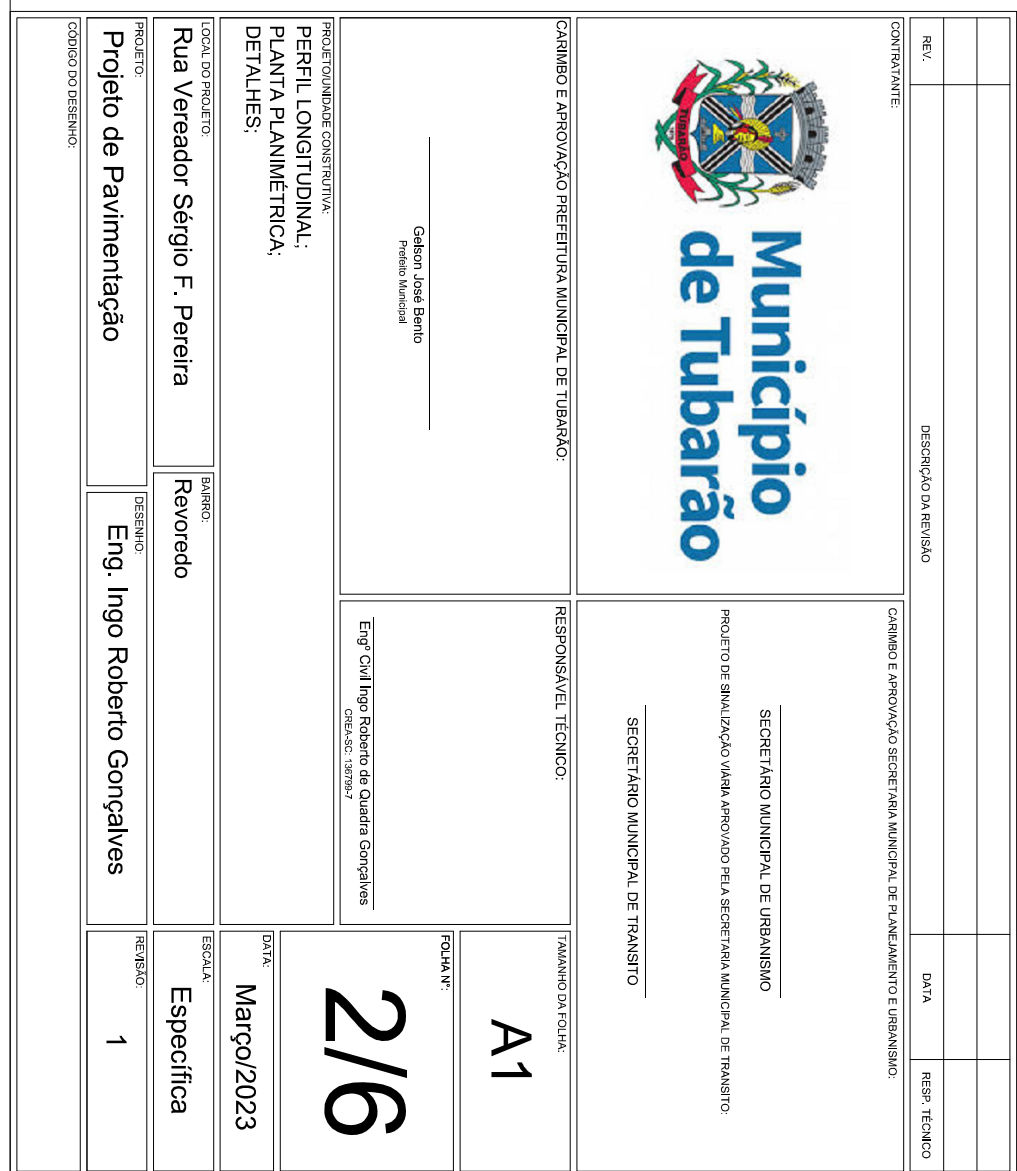 REV.
DESCRIÇÃO DA REVISÃO
DATA
RESP. TÉCNICO
CONTRATANTE:
TUBARÃO
Município
de Tubarão
CARIMBO E APROVAÇÃO SECRETARIA MUNICIPAL DE PLANEJAMENTO E URBANISMO:
SECRETÁRIO MUNICIPAL DE URBANISMO
PROJETO DE SINALIZAÇÃO VIÁRIA APROVADO PELA SECRETARIA MUNICIPAL DE TRANSITO:
SECRETÁRIO MUNICIPAL DE TRANSITO
CARIMBO E APROVAÇÃO PREFEITURA MUNICIPAL DE TUBARÃO:
Gelson José Bento
Prefeito Municipal
RESPONSÁVEL TÉCNICO:
Engº Civil Ingo Roberto de Quadra Gonçalves
CREA-SC: 136799-7
TAMANHO DA FOLHA:
A1
FOLHA Nº:
2/6
PROJETO/UNIDADE CONSTRUTIVA:
PERFIL LONGITUDINAL;
PLANTA PLANIMÉTRICA;
DETALHES;
DATA:
Março/2023
LOCAL DO PROJETO:
Rua Vereador Sérgio F. Pereira
BAIRRO:
Revoredo
ESCALA:
Específica
PROJETO:
Projeto de Pavimentação
DESENHO:
Eng. Ingo Roberto Gonçalves
REVISÃO:
1
CÓDIGO DO DESENHO: